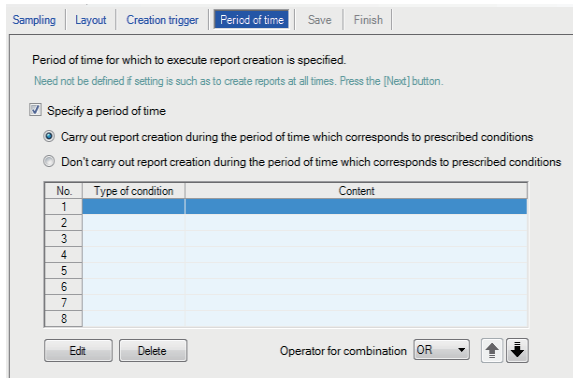 Sampling Layout Creation trigger Period of time Save Finish
Period of time for which to execute report creation is specified.
Need not be defined if setting is such as to create reports at all times. Press the [Next] button.
Specify a period of time
Carry out report creation during the period of time which corresponds to prescribed conditions
Don't carry out report creation during the period of time which corresponds to prescribed conditions
No. Type of condition Content
1
2
3
4
5
6
7
8
Edit Delete Operator for combination OR